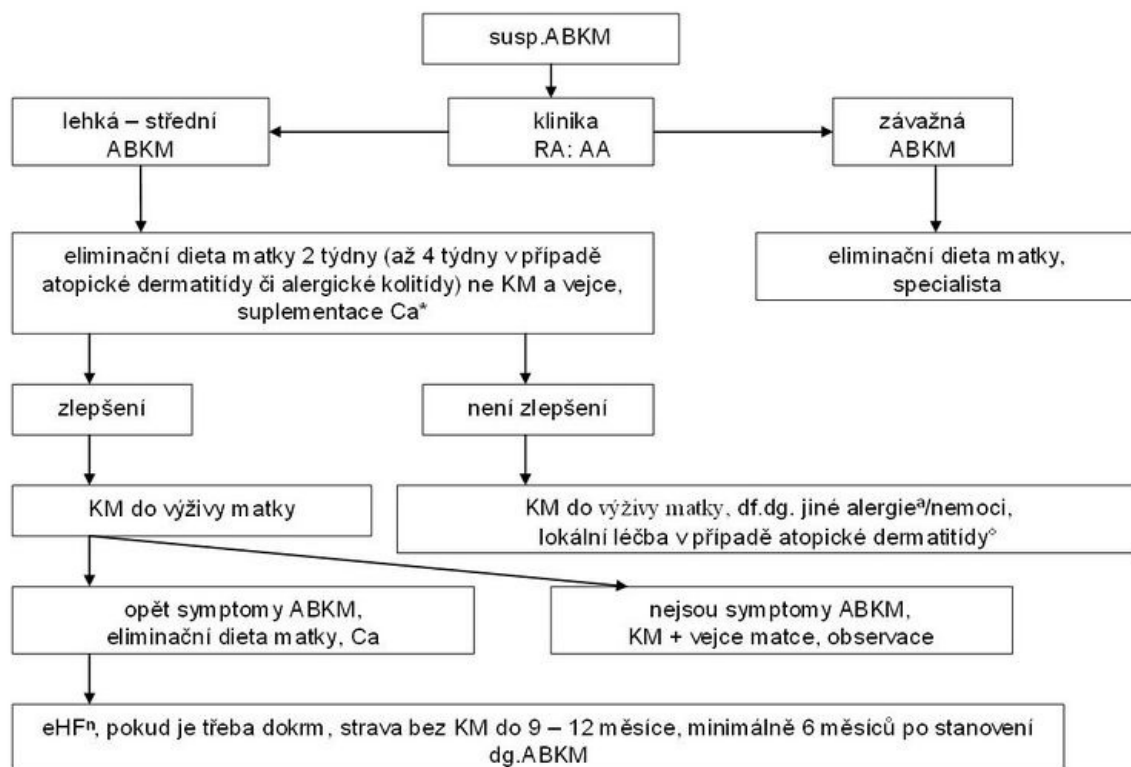 susp.ABKM
lehká – střední
ABKM
klinika
RA: AA
závažná
ABKM
eliminační dieta matky 2 týdny (až 4 týdny v případě
atopické dermatitídy či alergické kolitídy) ne KM a vejce,
suplementace Ca*
eliminační dieta matky,
specialista
zlepšení
není zlepšení
KM do výživy matky
KM do výživy matky, df.dg. jiné alergieª/nemoci,
lokální léčba v případě atopické dermatitídy°
opět symptomy ABKM,
eliminační dieta matky, Ca
nejsou symptomy ABKM,
KM + vejce matce, observace
eHFⁿ, pokud je třeba dokrm, strava bez KM do 9 – 12 měsíce, minimálně 6 měsíců po stanovení
dg.ABKM